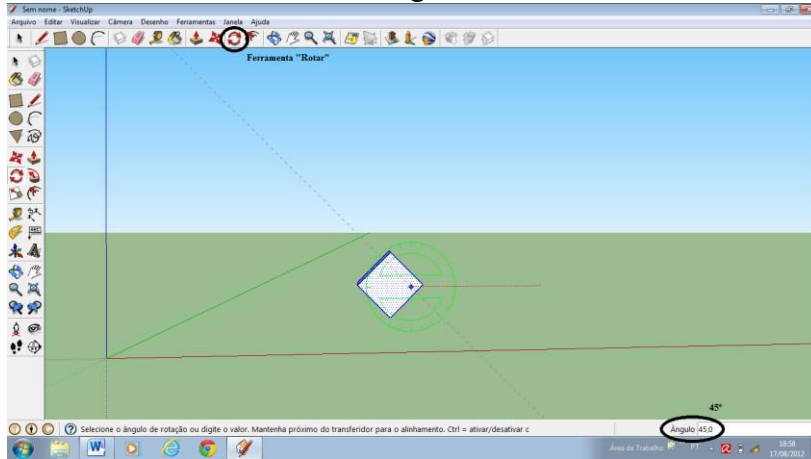 Sem nome - SketchUp
Arquivo Editar Visualizar Câmera Desenho Ferramentas Janela Ajuda
Ferramenta "Rotar"
45°
Selecione o ângulo de rotação ou digite o valor. Mantenha próximo do transferidor para o alinhamento. Ctrl = ativar/desativar c
Ângulo 45,0
Área de Trabalho PT 18:58
17/08/2012